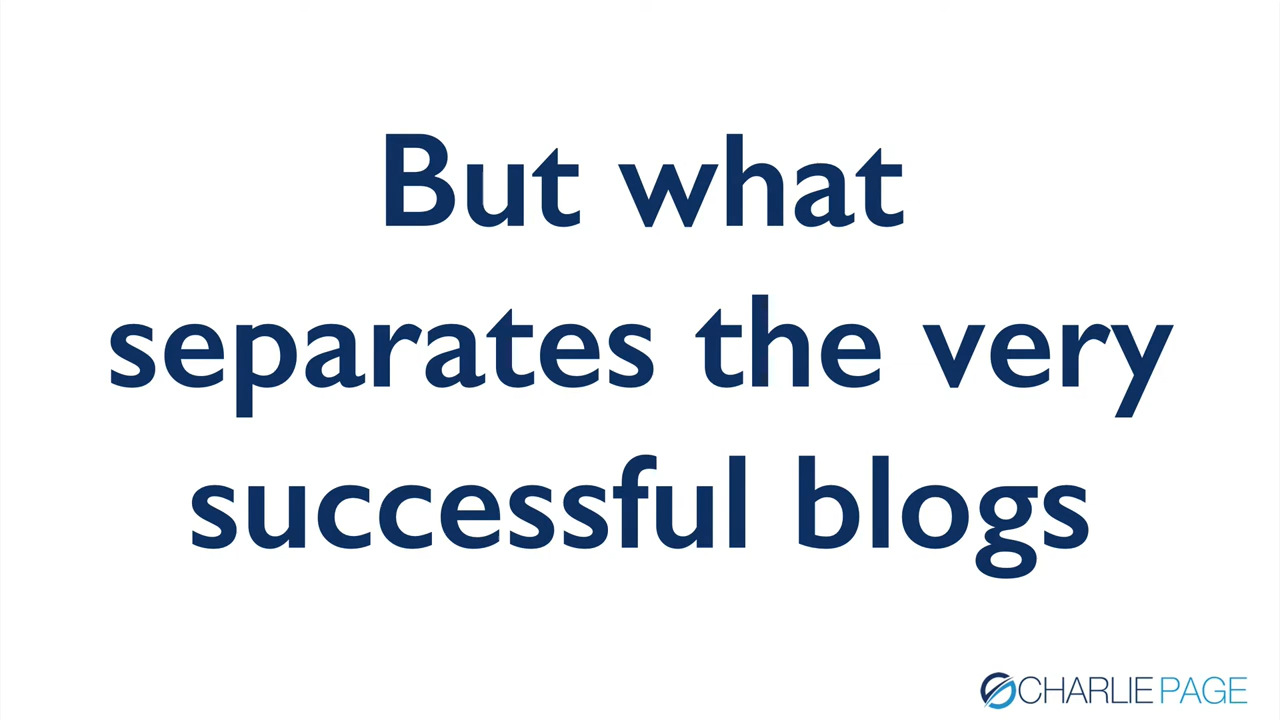 But what
separates the very
successful blogs
CHARLIE PAGE